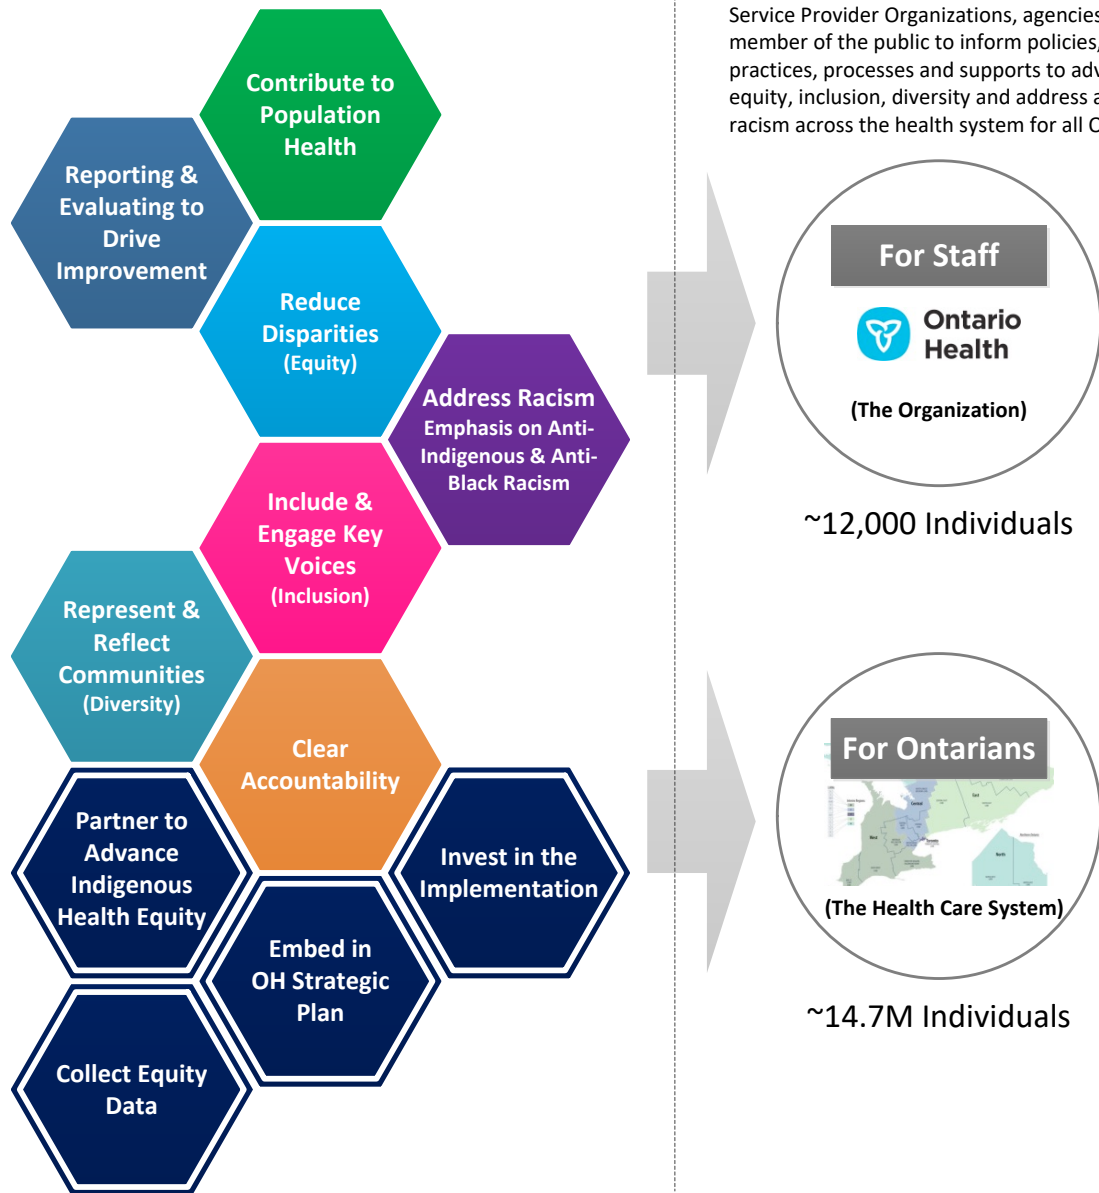 Contribute to
Population
Health
Reporting &
Evaluating to
Drive
Improvement
Reduce
Disparities
(Equity)
Address Racism
Emphasis on Anti-
Indigenous & Anti-
Black Racism
Include &
Engage Key
Voices
(Inclusion)
Represent &
Reflect
Communities
(Diversity)
Clear
Accountability
Partner to
Advance
Indigenous
Health Equity
Invest in the
Implementation
Embed in
OH Strategic
Plan
Collect Equity
Data
Service Provider Organizations, agencies
member of the public to inform policies,
practices, processes and supports to
equity, inclusion, diversity and address
racism across the health system for all
For Staff
Ontario
Health
(The Organization)
~12,000 Individuals
For Ontarians
Central
East
West
Toronto
North
(The Health Care System)
~14.7M Individuals